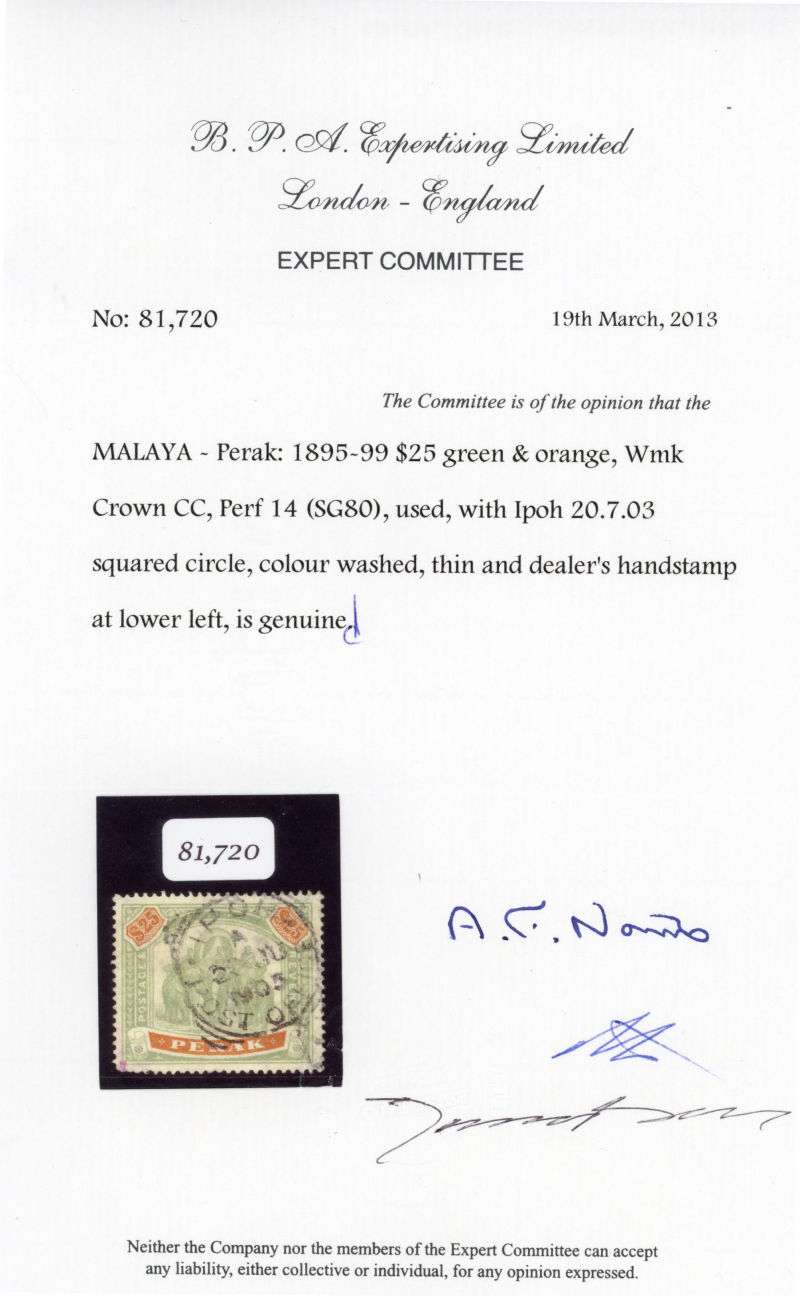 B. P. A. Expertising Limited
London - England
EXPERT COMMITTEE
No: 81,720
19th March, 2013
The Committee is of the opinion that the
MALAYA - Perak: 1895-99 $25 green & orange, Wmk
Crown CC, Perf 14 (SG80), used, with Ipoh 20.7.03
squared circle, colour washed, thin and dealer's handstamp
at lower left, is genuine.
81,720
$25 $25
POSTAGE
PERAK
Neither the Company nor the members of the Expert Committee can accept
any liability, either collective or individual, for any opinion expressed.